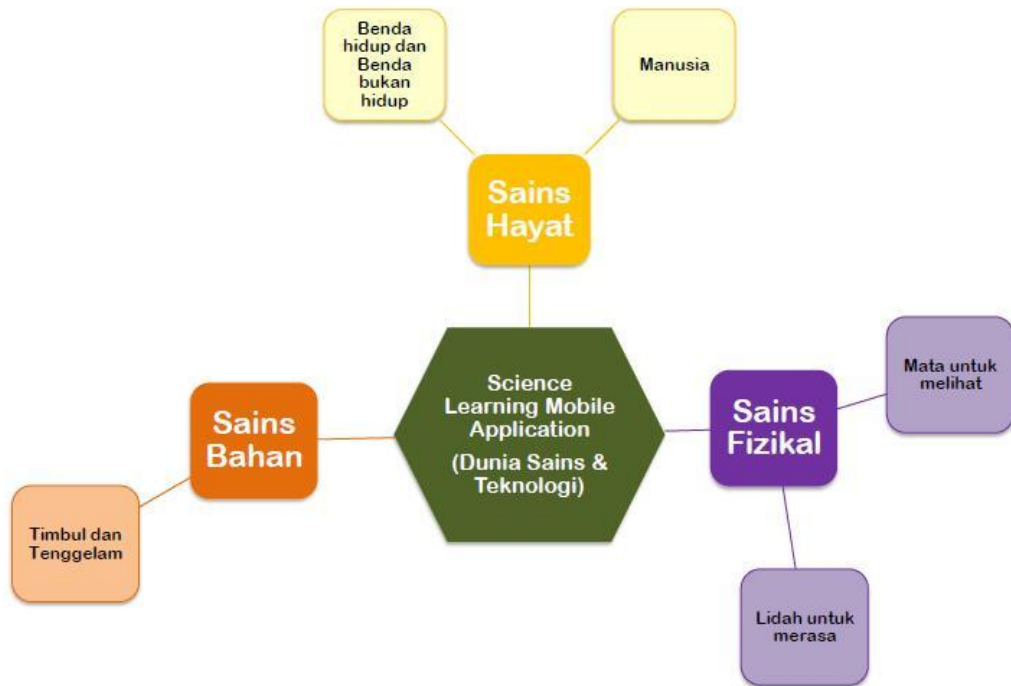 Benda
hidup dan
Benda
bukan
hidup
Manusia
Sains
Hayat
Science
Learning Mobile
Application
(Dunia Sains &
Teknologi)
Sains
Bahan
Timbul dan
Tenggelam
Sains
Fizikal
Mata untuk
melihat
Lidah untuk
merasa